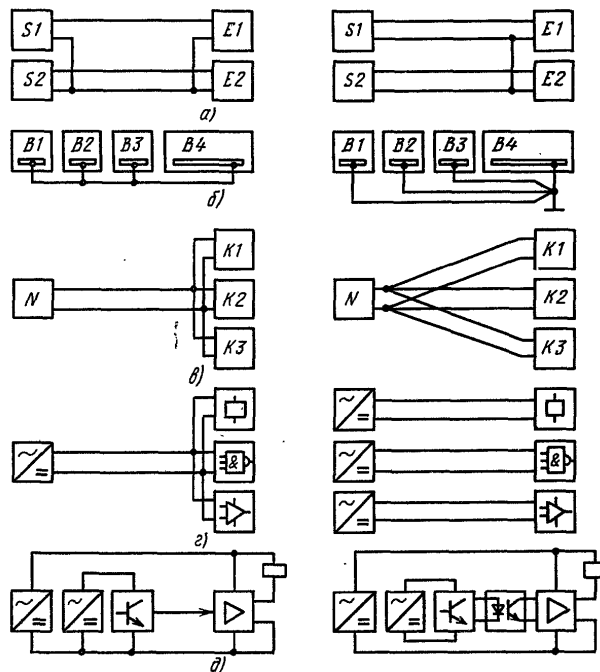 S1 E1 S1 E1
S2 E2 S2 E2
а)
B1 B2 B3 B4 B1 B2 B3 B4
б)
K1 K1
N K2 N K2
K3 K3
в)
& &
г)
д)